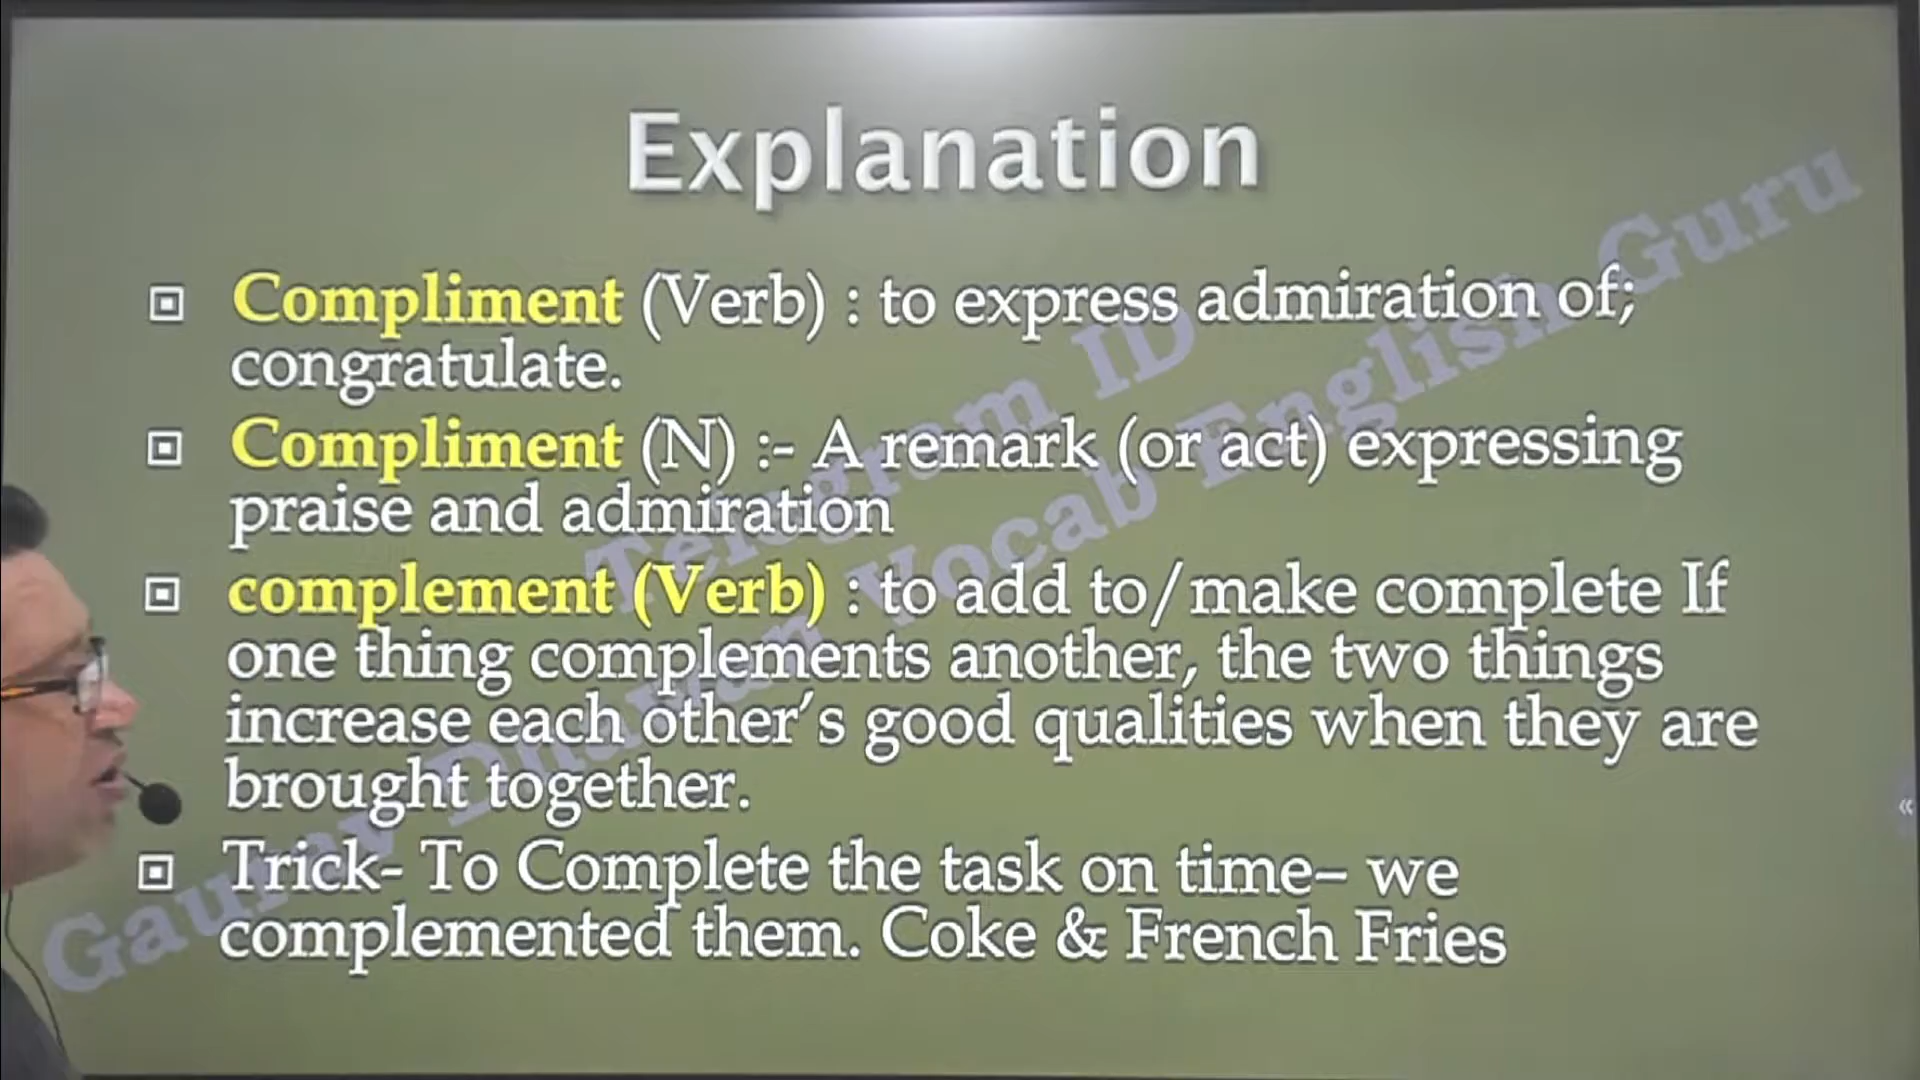 Explanation
Compliment (Verb) : to express admiration of;
congratulate.
Compliment (N) :- A remark (or act) expressing
praise and admiration
complement (Verb) : to add to/make complete If
one thing complements another, the two things
increase each other's good qualities when they are
brought together.
Trick- To Complete the task on time– we
complemented them. Coke & French Fries
Telegram ID
Gaurav Dhawan Vocab English Guru
«